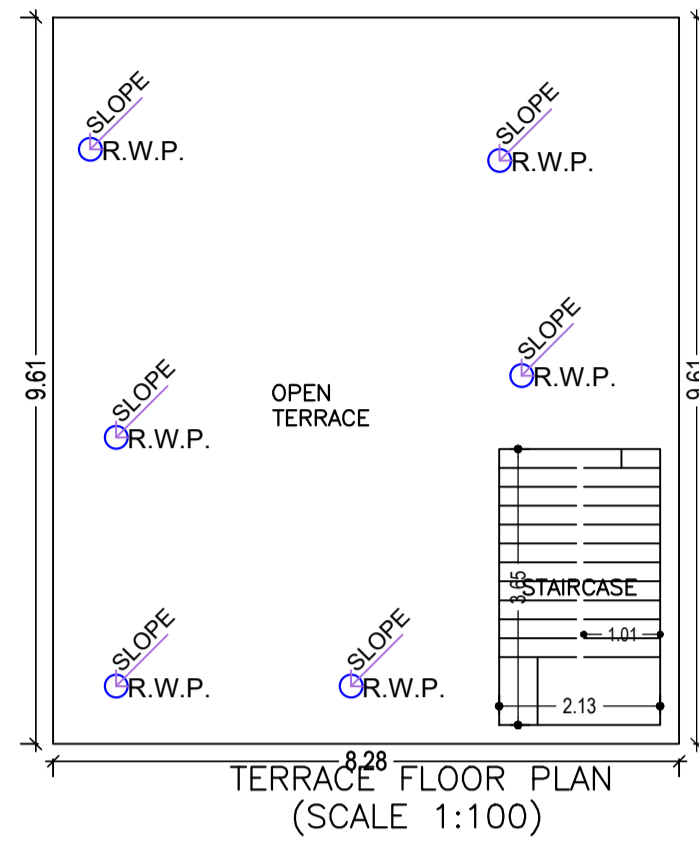 SLOPE
R.W.P.
SLOPE
R.W.P.
9.61
9.61
SLOPE
R.W.P.
OPEN
TERRACE
SLOPE
R.W.P.
3.65
STAIRCASE
1.01
SLOPE
R.W.P.
SLOPE
R.W.P.
2.13
8.28
TERRACE FLOOR PLAN
(SCALE 1:100)